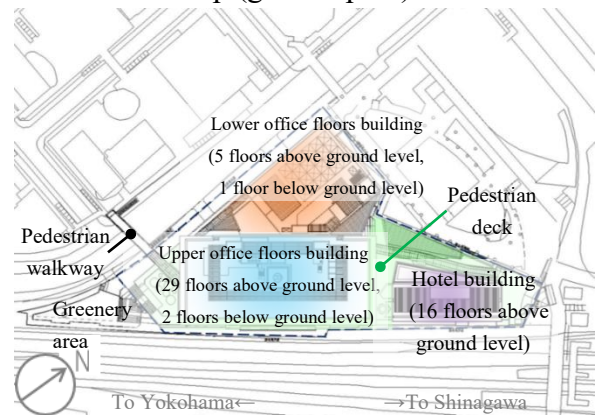 Lower office floors building
(5 floors above ground level,
1 floor below ground level)
Pedestrian
deck
Pedestrian
walkway
Upper office floors building
(29 floors above ground level,
2 floors below ground level)
Hotel building
(16 floors above
ground level)
Greenery
area
N
To Yokohama←
→To Shinagawa